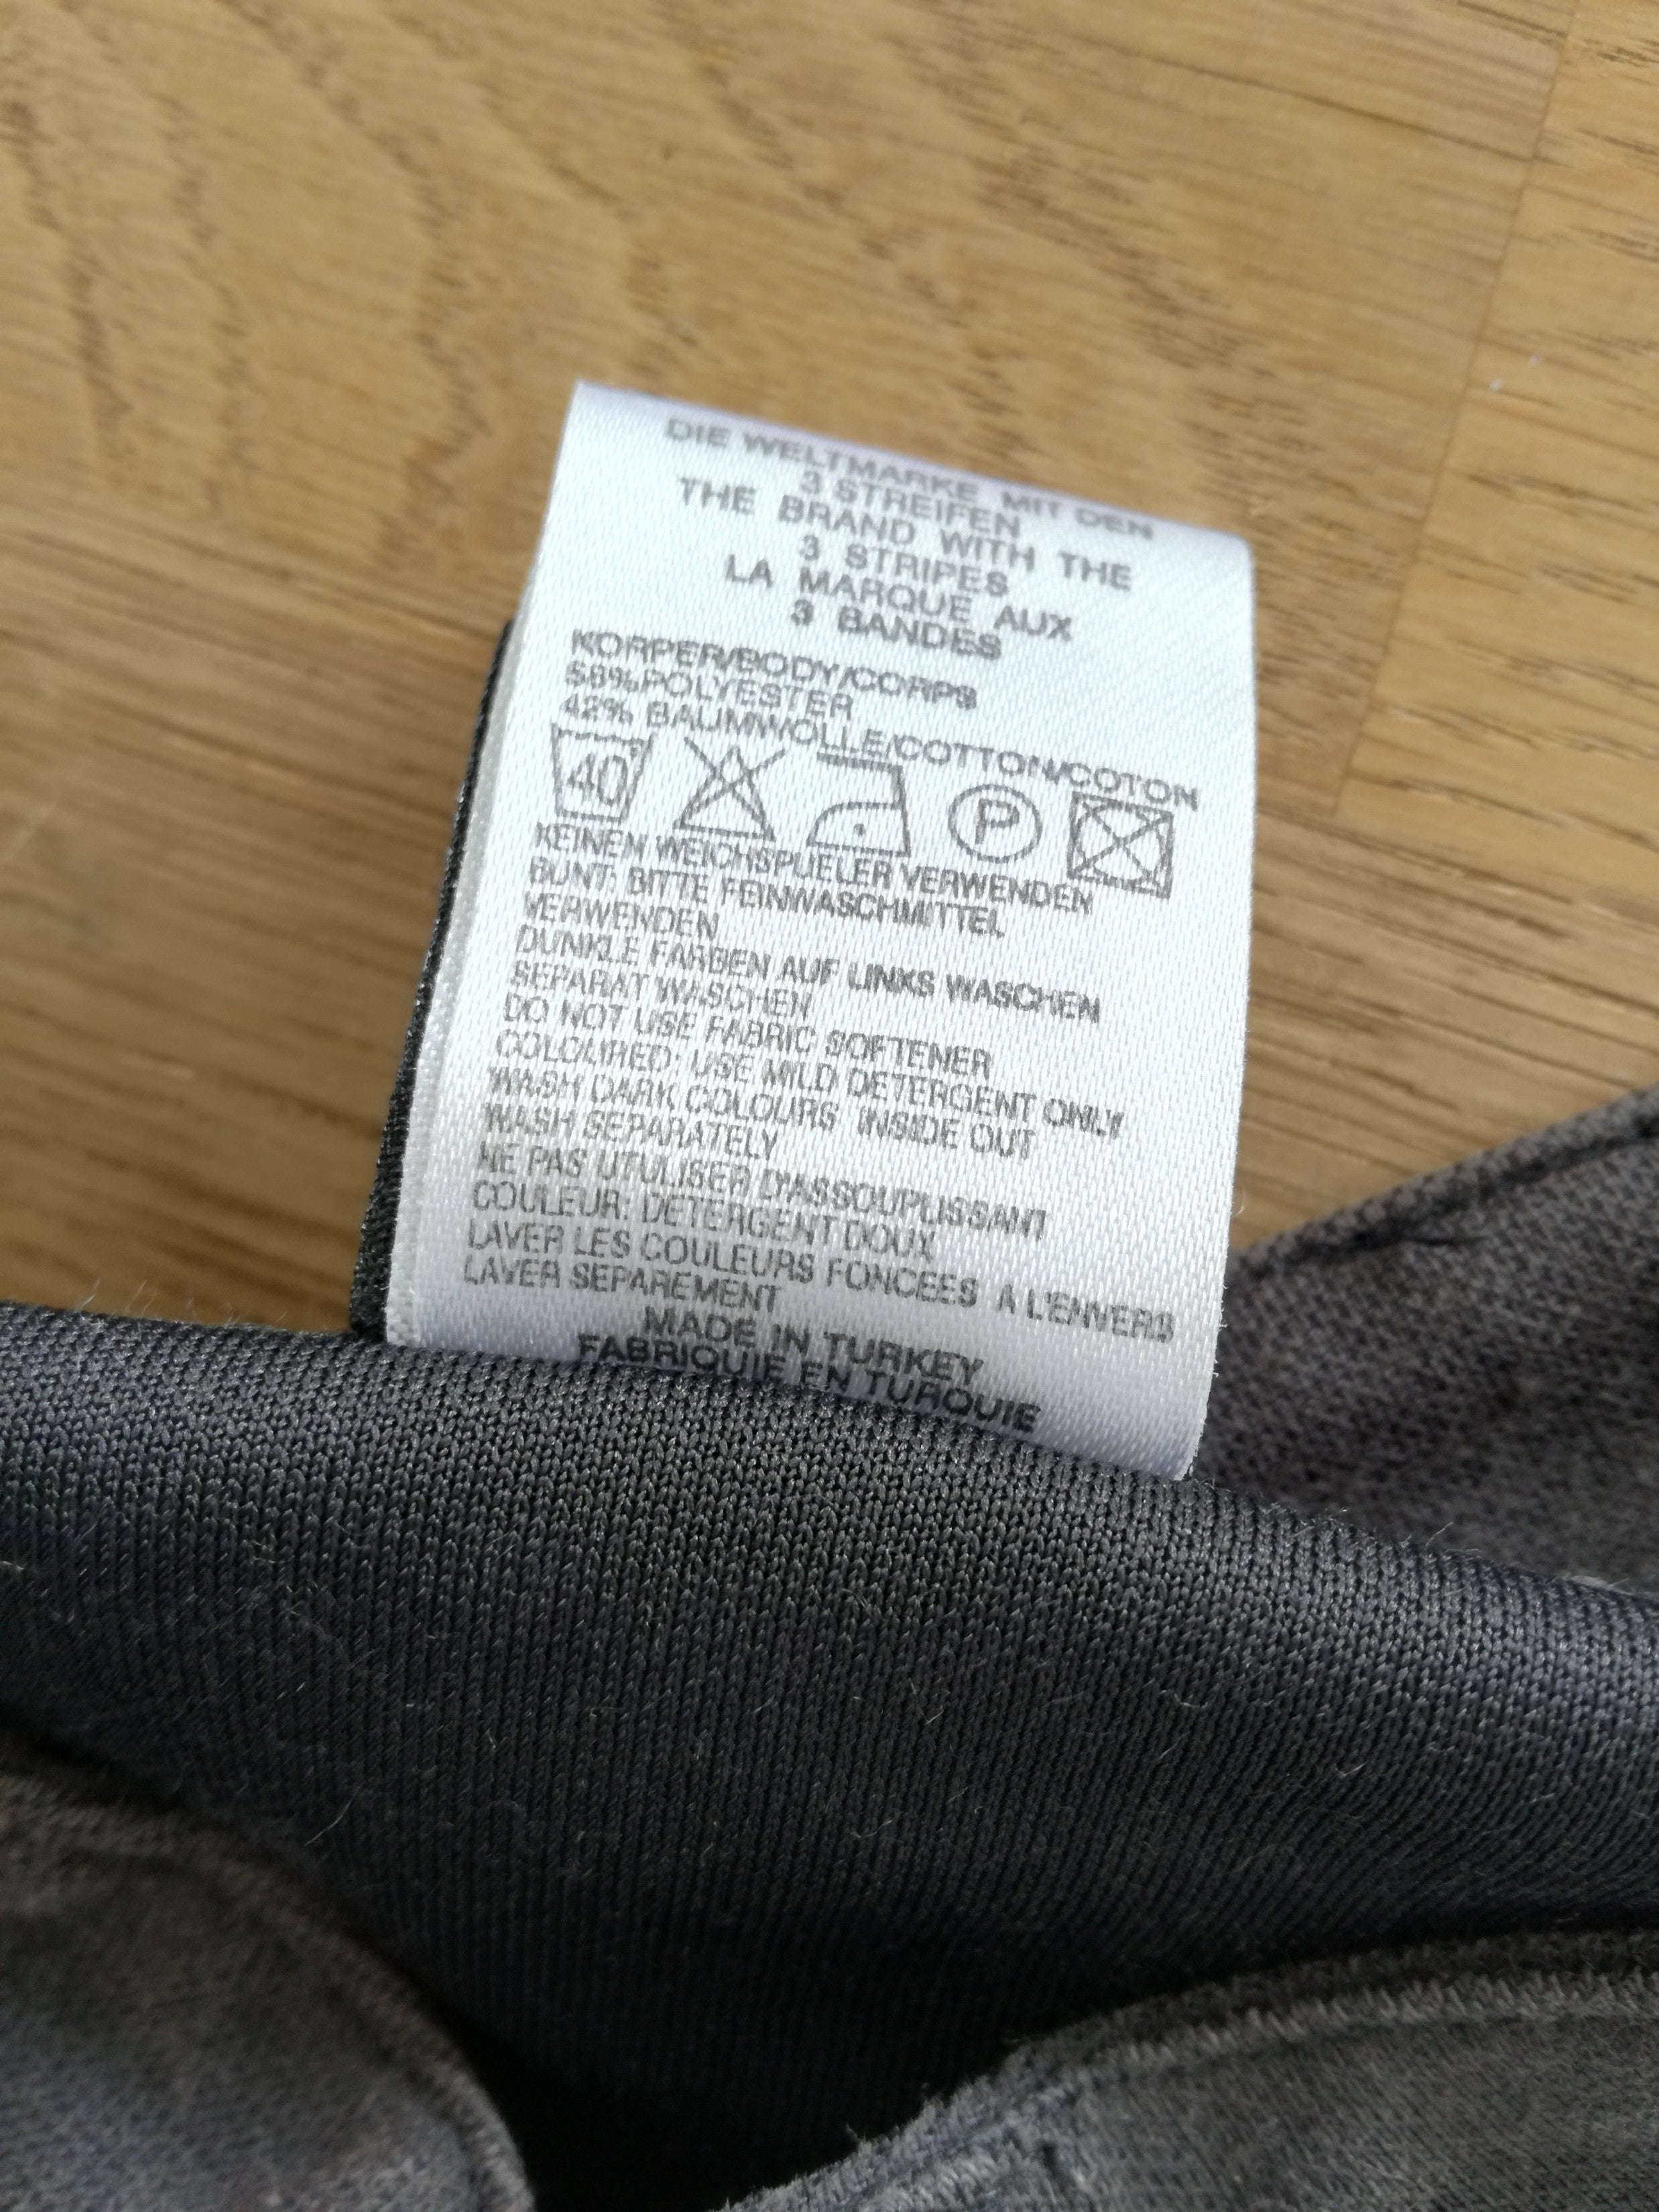 DIE WELTMARKE MIT DEN
3 STREIFEN
THE BRAND WITH THE
3 STRIPES
LA MARQUE AUX
3 BANDES
KORPER/BODY/CORPS
58%POLYESTER
42% BAUMWOLLE/COTTON/COTON
40 P
KEINEN WEICHSPUELER VERWENDEN
BUNT: BITTE FEINWASCHMITTEL
VERWENDEN
DUNKLE FARBEN AUF LINKS WASCHEN
SEPARAT WASCHEN
DO NOT USE FABRIC SOFTENER
COLOURED: USE MILD DETERGENT ONLY
WASH DARK COLOURS INSIDE OUT
WASH SEPARATELY
NE PAS UTULISER D'ASSOUPLISSANT
COULEUR: DETERGENT DOUX
LAVER LES COULEURS FONCEES A L'ENVERS
LAVER SEPAREMENT
MADE IN TURKEY
FABRIQUIE EN TURQUIE